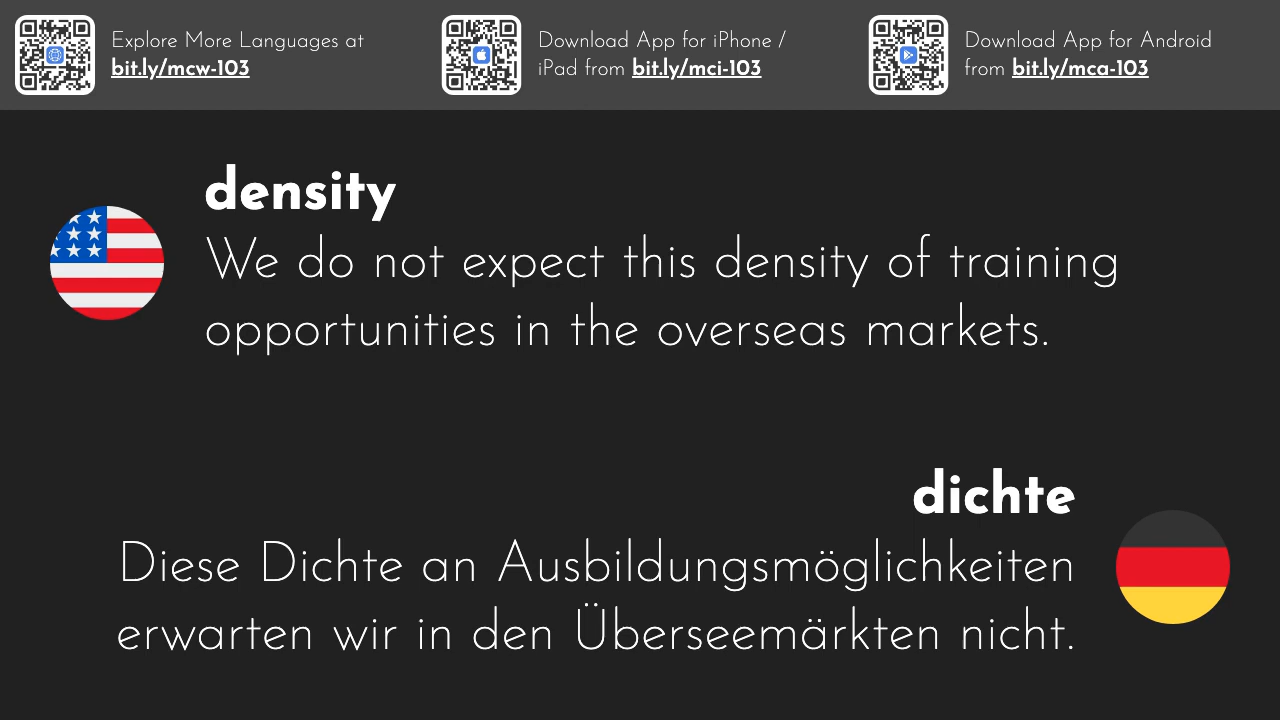 Explore More Languages at
bit.ly/mcw-103
Download App for iPhone /
iPad from bit.ly/mci-103
Download App for Android
from bit.ly/mca-103
density
We do not expect this density of training
opportunities in the overseas markets.
dichte
Diese Dichte an Ausbildungsmöglichkeiten
erwarten wir in den Überseemärkten nicht.